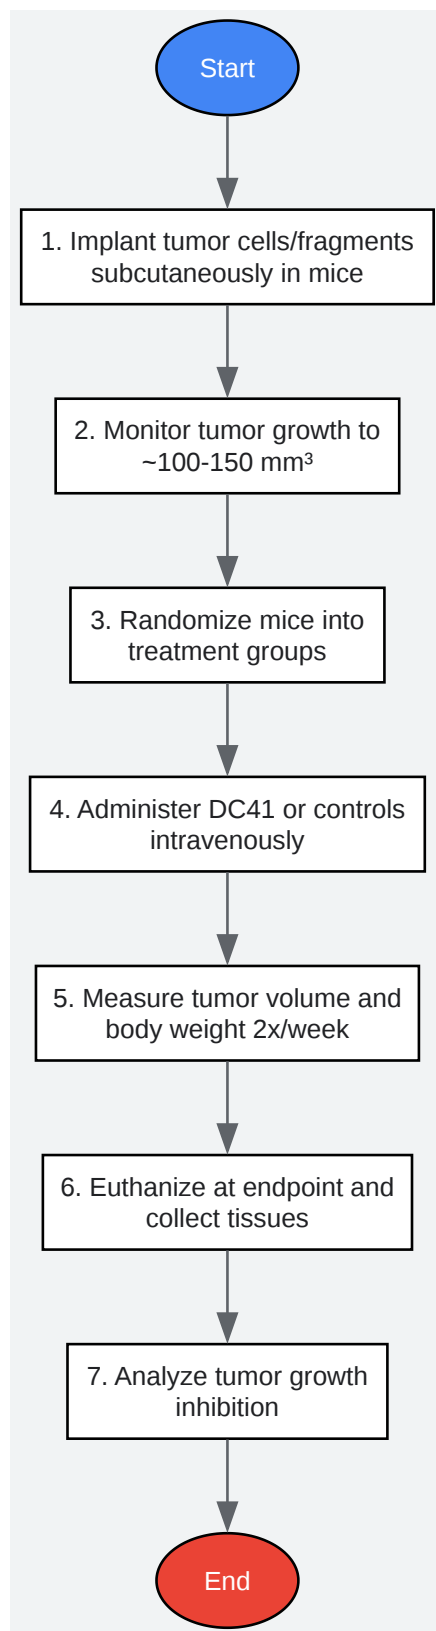 Start
1. Implant tumor cells/fragments
subcutaneously in mice
2. Monitor tumor growth to
~100-150 mm³
3. Randomize mice into
treatment groups
4. Administer DC41 or controls
intravenously
5. Measure tumor volume and
body weight 2x/week
6. Euthanize at endpoint and
collect tissues
7. Analyze tumor growth
inhibition
End